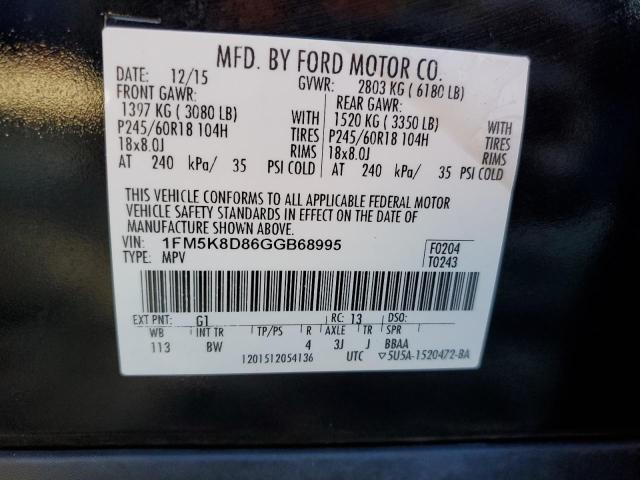 MFD. BY FORD MOTOR CO.
DATE: 12/15 GVWR: 2803 KG ( 6180 LB)
FRONT GAWR: REAR GAWR:
1397 KG ( 3080 LB) WITH 1520 KG ( 3350 LB) WITH
P245/60R18 104H TIRES P245/60R18 104H TIRES
18x8.0J RIMS 18x8.0J RIMS
AT 240 kPa/ 35 PSI COLD AT 240 kPa/ 35 PSI COLD
THIS VEHICLE CONFORMS TO ALL APPLICABLE FEDERAL MOTOR
VEHICLE SAFETY STANDARDS IN EFFECT ON THE DATE OF
MANUFACTURE SHOWN ABOVE.
VIN: 1FM5K8D86GGB68995 F0204
TYPE: MPV T0243
EXT PNT: G1 RC: 13 DSO:
WB INT TR TP/PS R AXLE TR SPR
113 BW 4 3J J BBAA
1201512054136 UTC ▽5U5A-1520472-BA